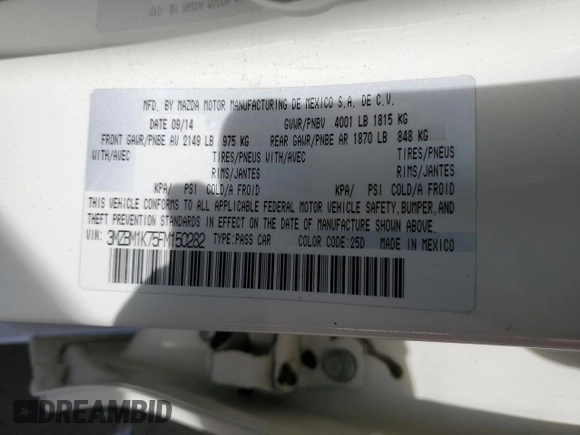 MFD. BY MAZDA MOTOR MANUFACTURING DE MEXICO S.A. DE C.V.
DATE 09/14 GVWR/PNBV 4001 LB 1815 KG
FRONT GAWR/PNBE AV 2149 LB 975 KG REAR GAWR/PNBE AR 1870 LB 848 KG
WITH/AVEC TIRES/PNEUS WITH/AVEC TIRES/PNEUS
RIMS/JANTES RIMS/JANTES
KPA/ PSI COLD/A FROID KPA/ PSI COLD/A FROID
THIS VEHICLE CONFORMS TO ALL APPLICABLE FEDERAL MOTOR VEHICLE SAFETY, BUMPER, AND
THEFT PREVENTION STANDARDS IN EFFECT ON THE DATE OF MANUFACTURE SHOWN ABOVE.
VIN: 3MZBM1K75FM150282 TYPE: PASS CAR COLOR CODE: 25D MADE IN MEXICO
DREAMBID